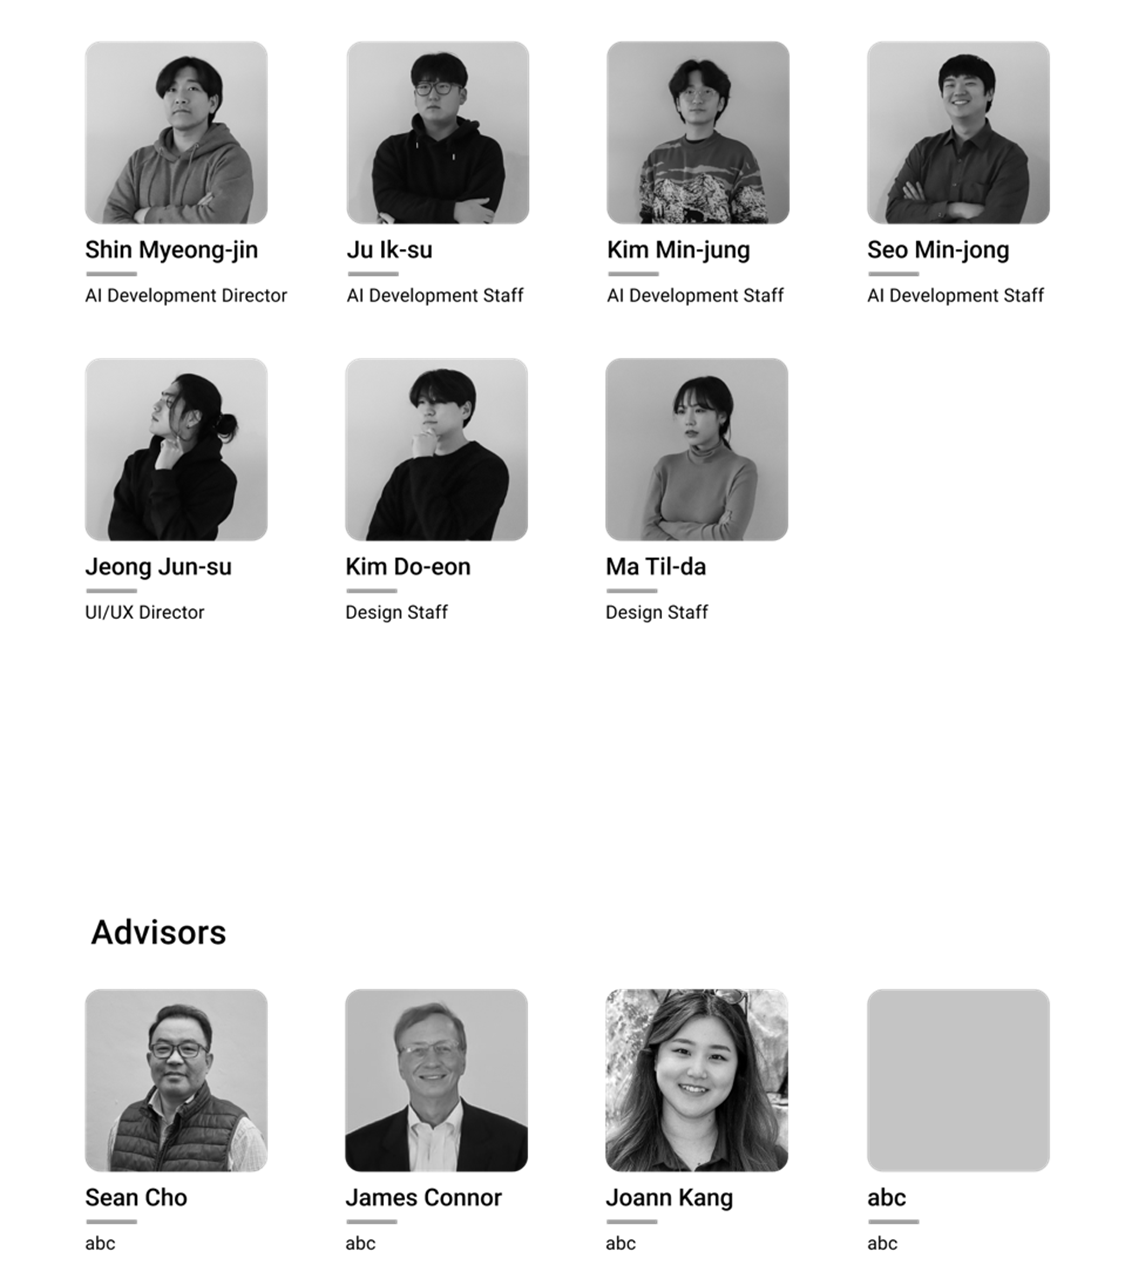 Shin Myeong-jin
Ju Ik-su
Kim Min-jung
Seo Min-jong
AI Development Director
AI Development Staff
AI Development Staff
AI Development Staff
Jeong Jun-su
Kim Do-eon
Ma Til-da
UI/UX Director
Design Staff
Design Staff
Advisors
Sean Cho
James Connor
Joann Kang
abc
abc
abc
abc
abc